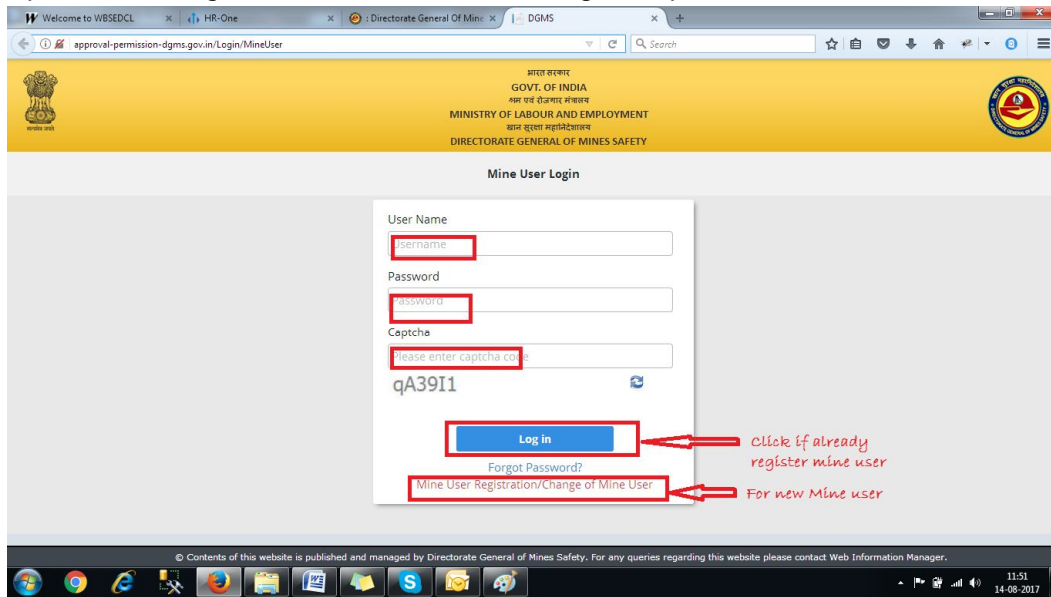 Welcome to WBSEDCL
HR-One
: Directorate General Of Mine
DGMS
approval-permission-dgms.gov.in/Login/MineUser
Search
भारत सरकार
GOVT. OF INDIA
श्रम एवं रोजगार मंत्रालय
MINISTRY OF LABOUR AND EMPLOYMENT
खान सुरक्षा महानिदेशालय
DIRECTORATE GENERAL OF MINES SAFETY
सत्यमेव जयते
Mine User Login
User Name
Username
Password
Password
Captcha
Please enter captcha code
qA39I1
Log in
Click if already
register mine user
Forgot Password?
Mine User Registration/Change of Mine User
For new Mine user
© Contents of this website is published and managed by Directorate General of Mines Safety. For any queries regarding this website please contact Web Information Manager.
11:51
14-08-2017